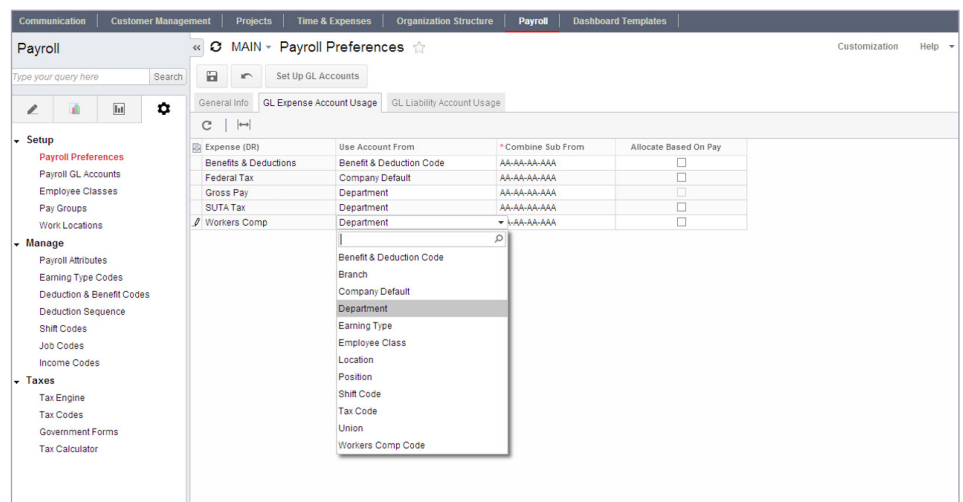 Communication Customer Management Projects Time & Expenses Organization Structure Payroll Dashboard Templates
Payroll
Type your query here Search
Setup
Payroll Preferences
Payroll GL Accounts
Employee Classes
Pay Groups
Work Locations
Manage
Payroll Attributes
Earning Type Codes
Deduction & Benefit Codes
Deduction Sequence
Shift Codes
Job Codes
Income Codes
Taxes
Tax Engine
Tax Codes
Government Forms
Tax Calculator
MAIN Payroll Preferences Customization Help
Set Up GL Accounts
General Info GL Expense Account Usage GL Liability Account Usage
Expense (DR) Use Account From * Combine Sub From Allocate Based On Pay
Benefits & Deductions Benefit & Deduction Code AA-AA-AA-AAA
Federal Tax Company Default AA-AA-AA-AAA
Gross Pay Department AA-AA-AA-AAA
SUTA Tax Department AA-AA-AA-AAA
Workers Comp Department A-AA-AA-AAA
Benefit & Deduction Code
Branch
Company Default
Department
Earning Type
Employee Class
Location
Position
Shift Code
Tax Code
Union
Workers Comp Code